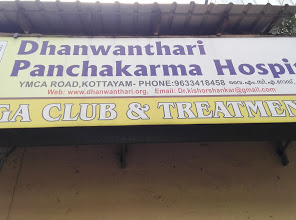 Dhanwanthari
Panchakarma Hospi
YMCA ROAD,KOTTAYAM- PHONE:9633418458
Web: www.dhanwanthari.org, Email: Dr.kishorshankar@gmail.com
GA CLUB & TREATMEN